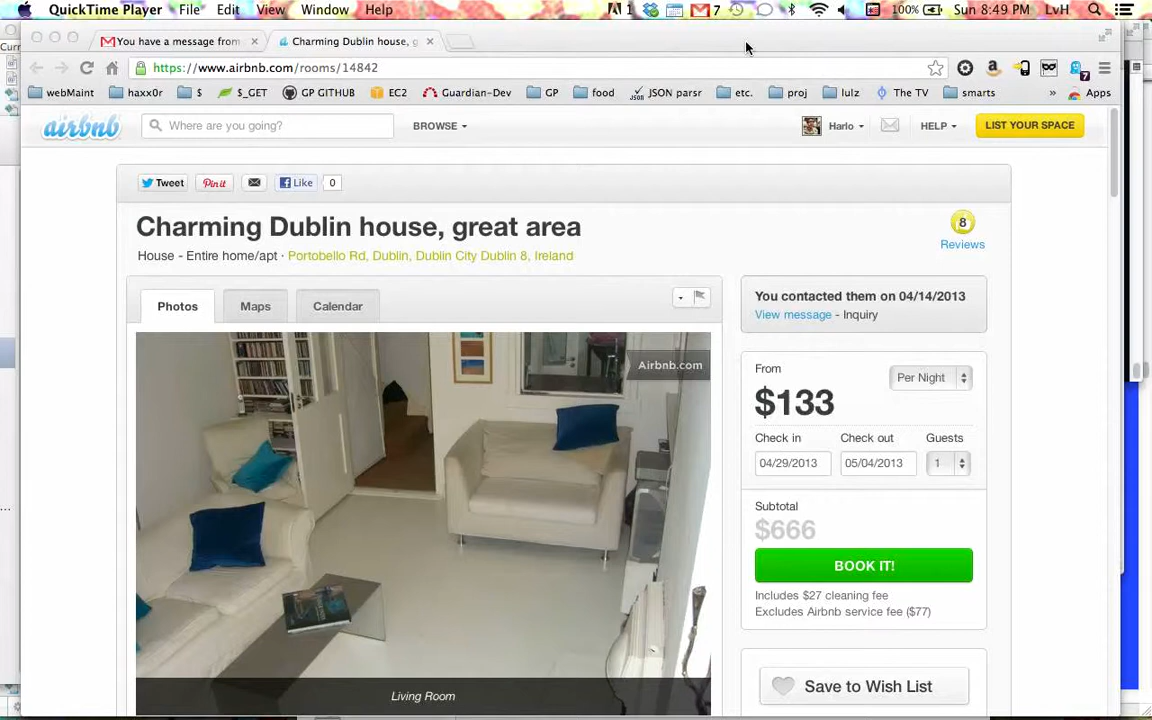 QuickTime Player File Edit View Window Help 1 7 100% Sun 8:49 PM LvH
Curr
You have a message from
Charming Dublin house, g
https://www.airbnb.com/rooms/14842
7
webMaint haxx0r $ $_GET GP GITHUB EC2 Guardian-Dev GP food JSON parsr etc. proj lulz The TV smarts » Apps
airbnb Where are you going? BROWSE Harlo HELP LIST YOUR SPACE
Tweet Pin it Like 0
Charming Dublin house, great area
House - Entire home/apt · Portobello Rd, Dublin, Dublin City Dublin 8, Ireland
8
Reviews
Photos Maps Calendar
Airbnb.com
Living Room
You contacted them on 04/14/2013
View message - Inquiry
From
Per Night
$133
Check in Check out Guests
04/29/2013 05/04/2013 1
Subtotal
$666
BOOK IT!
Includes $27 cleaning fee
Excludes Airbnb service fee ($77)
Save to Wish List